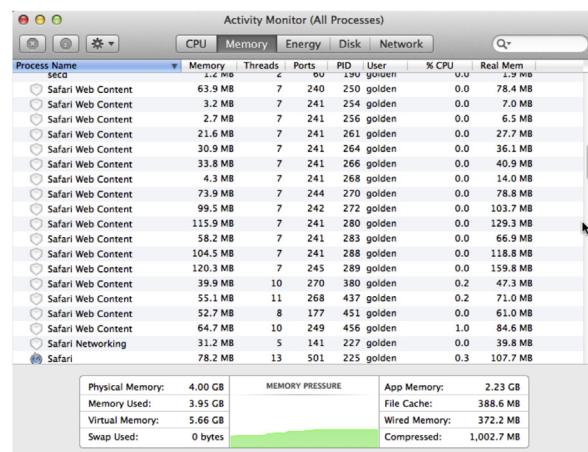 Activity Monitor (All Processes)
CPU Memory Energy Disk Network
Process Name Memory Threads Ports PID User % CPU Real Mem
secd 1.2 MB 2 60 190 golden 0.0 1.9 MB
Safari Web Content 63.9 MB 7 240 250 golden 0.0 78.4 MB
Safari Web Content 3.2 MB 7 241 254 golden 0.0 7.0 MB
Safari Web Content 2.7 MB 7 241 256 golden 0.0 6.5 MB
Safari Web Content 21.6 MB 7 241 261 golden 0.0 27.7 MB
Safari Web Content 30.9 MB 7 241 264 golden 0.0 36.1 MB
Safari Web Content 33.8 MB 7 241 266 golden 0.0 40.9 MB
Safari Web Content 4.3 MB 7 241 268 golden 0.0 14.0 MB
Safari Web Content 73.9 MB 7 244 270 golden 0.0 78.8 MB
Safari Web Content 99.5 MB 7 242 272 golden 0.0 103.7 MB
Safari Web Content 115.9 MB 7 241 280 golden 0.0 129.3 MB
Safari Web Content 58.2 MB 7 241 283 golden 0.0 66.9 MB
Safari Web Content 104.5 MB 7 241 288 golden 0.0 118.8 MB
Safari Web Content 120.3 MB 7 245 289 golden 0.0 159.8 MB
Safari Web Content 39.9 MB 10 270 380 golden 0.2 47.3 MB
Safari Web Content 55.1 MB 11 268 437 golden 0.2 71.0 MB
Safari Web Content 52.7 MB 8 177 451 golden 0.0 61.0 MB
Safari Web Content 64.7 MB 10 249 456 golden 1.0 84.6 MB
Safari Networking 31.2 MB 5 141 227 golden 0.0 39.8 MB
Safari 78.2 MB 13 501 225 golden 0.3 107.7 MB
Physical Memory: 4.00 GB MEMORY PRESSURE App Memory: 2.23 GB
Memory Used: 3.95 GB File Cache: 388.6 MB
Virtual Memory: 5.66 GB Wired Memory: 372.2 MB
Swap Used: 0 bytes Compressed: 1,002.7 MB